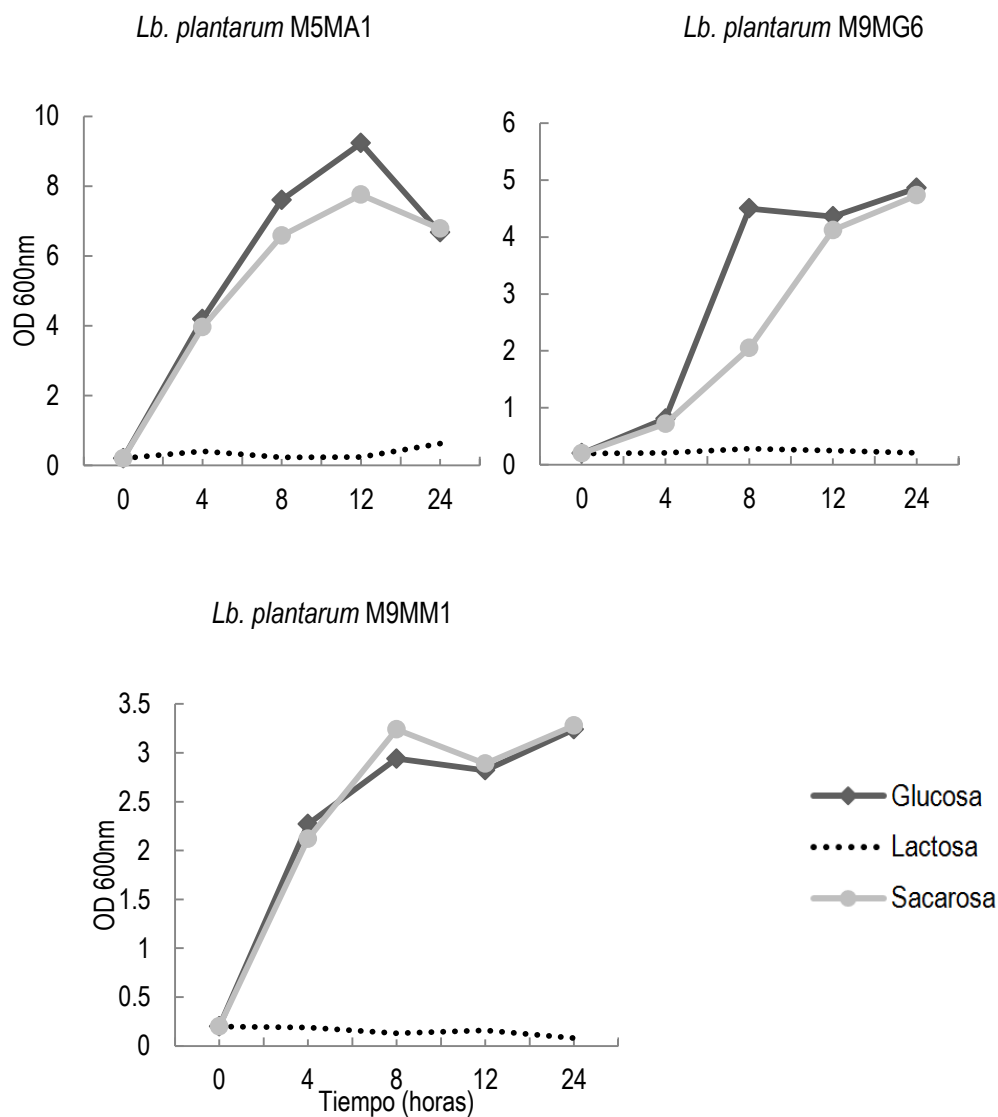 Lb. plantarum M5MA1
Lb. plantarum M9MG6
10
8
6
4
2
0
OD 600nm
0 4 8 12 24
6
5
4
3
2
1
0
0 4 8 12 24
Lb. plantarum M9MM1
3.5
3
2.5
2
1.5
1
0.5
0
OD 600nm
0 4 8 12 24
Tiempo (horas)
Glucosa
Lactosa
Sacarosa